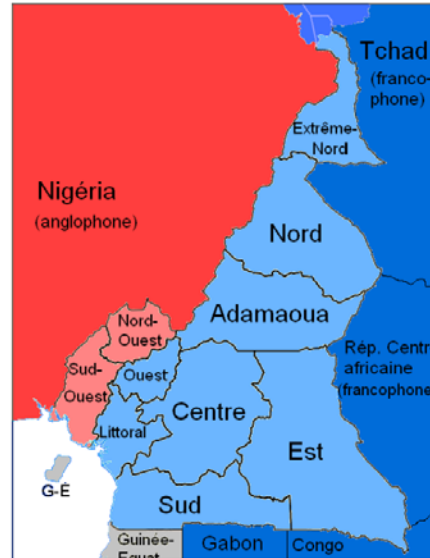 Tchad
(franco-
phone)
Extrême-
Nord
Nigéria
(anglophone)
Nord
Adamaoua
Nord-
Ouest
Rép. Centr
africaine
(francophone
Sud-
Ouest
Ouest
Centre
Littoral
Est
G-É
Sud
Guinée-
Équat.
Gabon
Congo